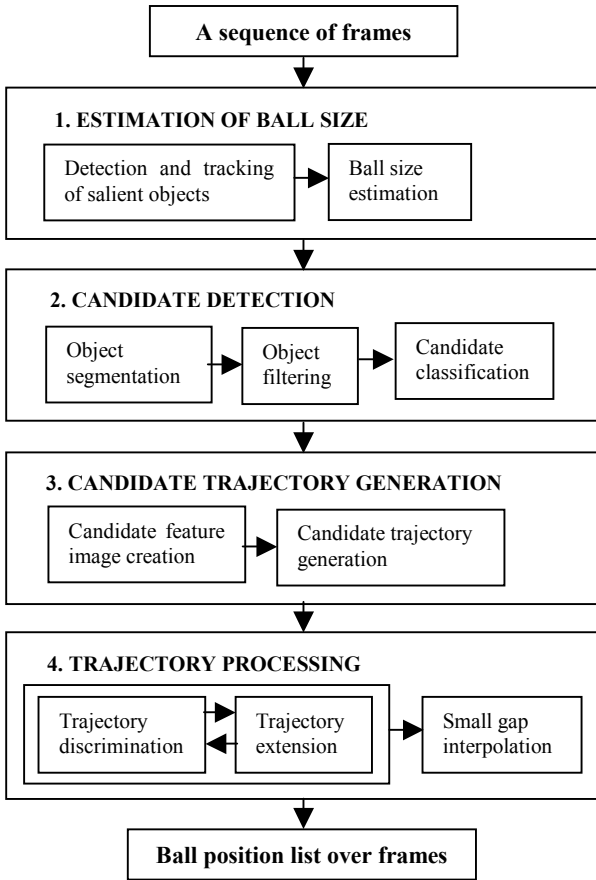 A sequence of frames
1. ESTIMATION OF BALL SIZE
Detection and tracking
of salient objects
Ball size
estimation
2. CANDIDATE DETECTION
Object
segmentation
Object
filtering
Candidate
classification
3. CANDIDATE TRAJECTORY GENERATION
Candidate feature
image creation
Candidate trajectory
generation
4. TRAJECTORY PROCESSING
Trajectory
discrimination
Trajectory
extension
Small gap
interpolation
Ball position list over frames